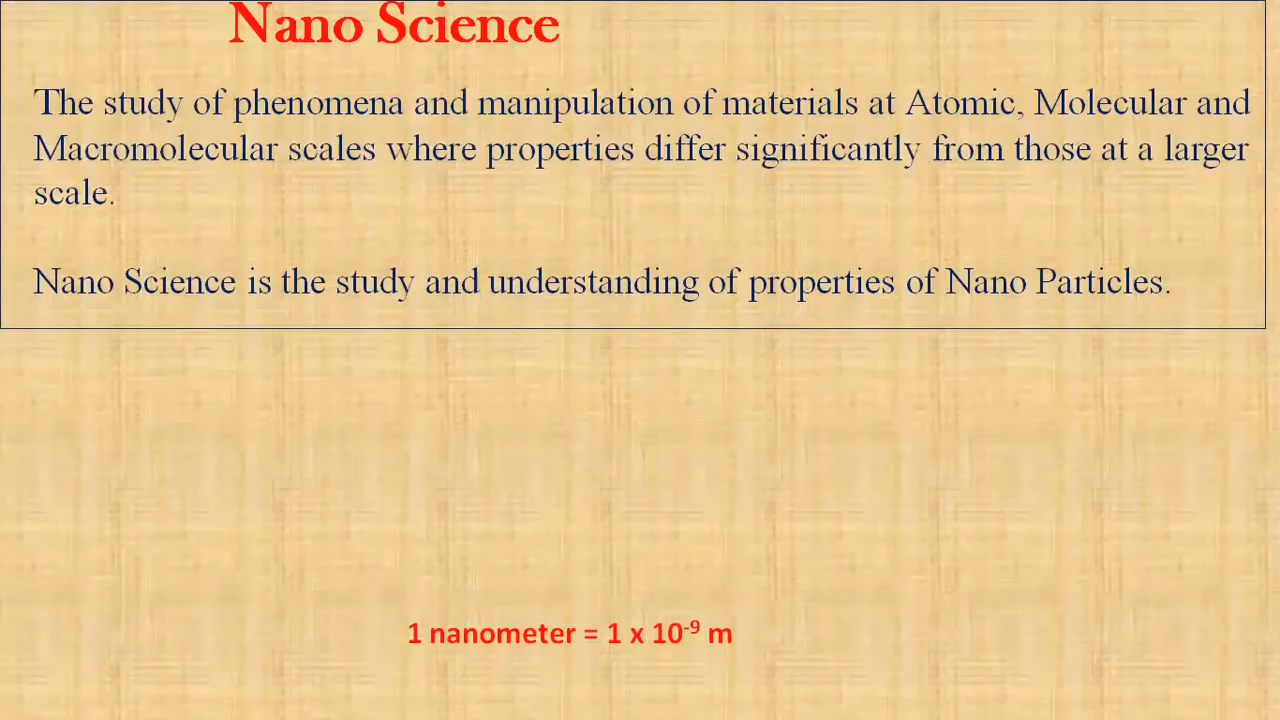 Nano Science
The study of phenomena and manipulation of materials at Atomic, Molecular and
Macromolecular scales where properties differ significantly from those at a larger
scale.
Nano Science is the study and understanding of properties of Nano Particles.
1 nanometer = 1 x 10⁻⁹ m